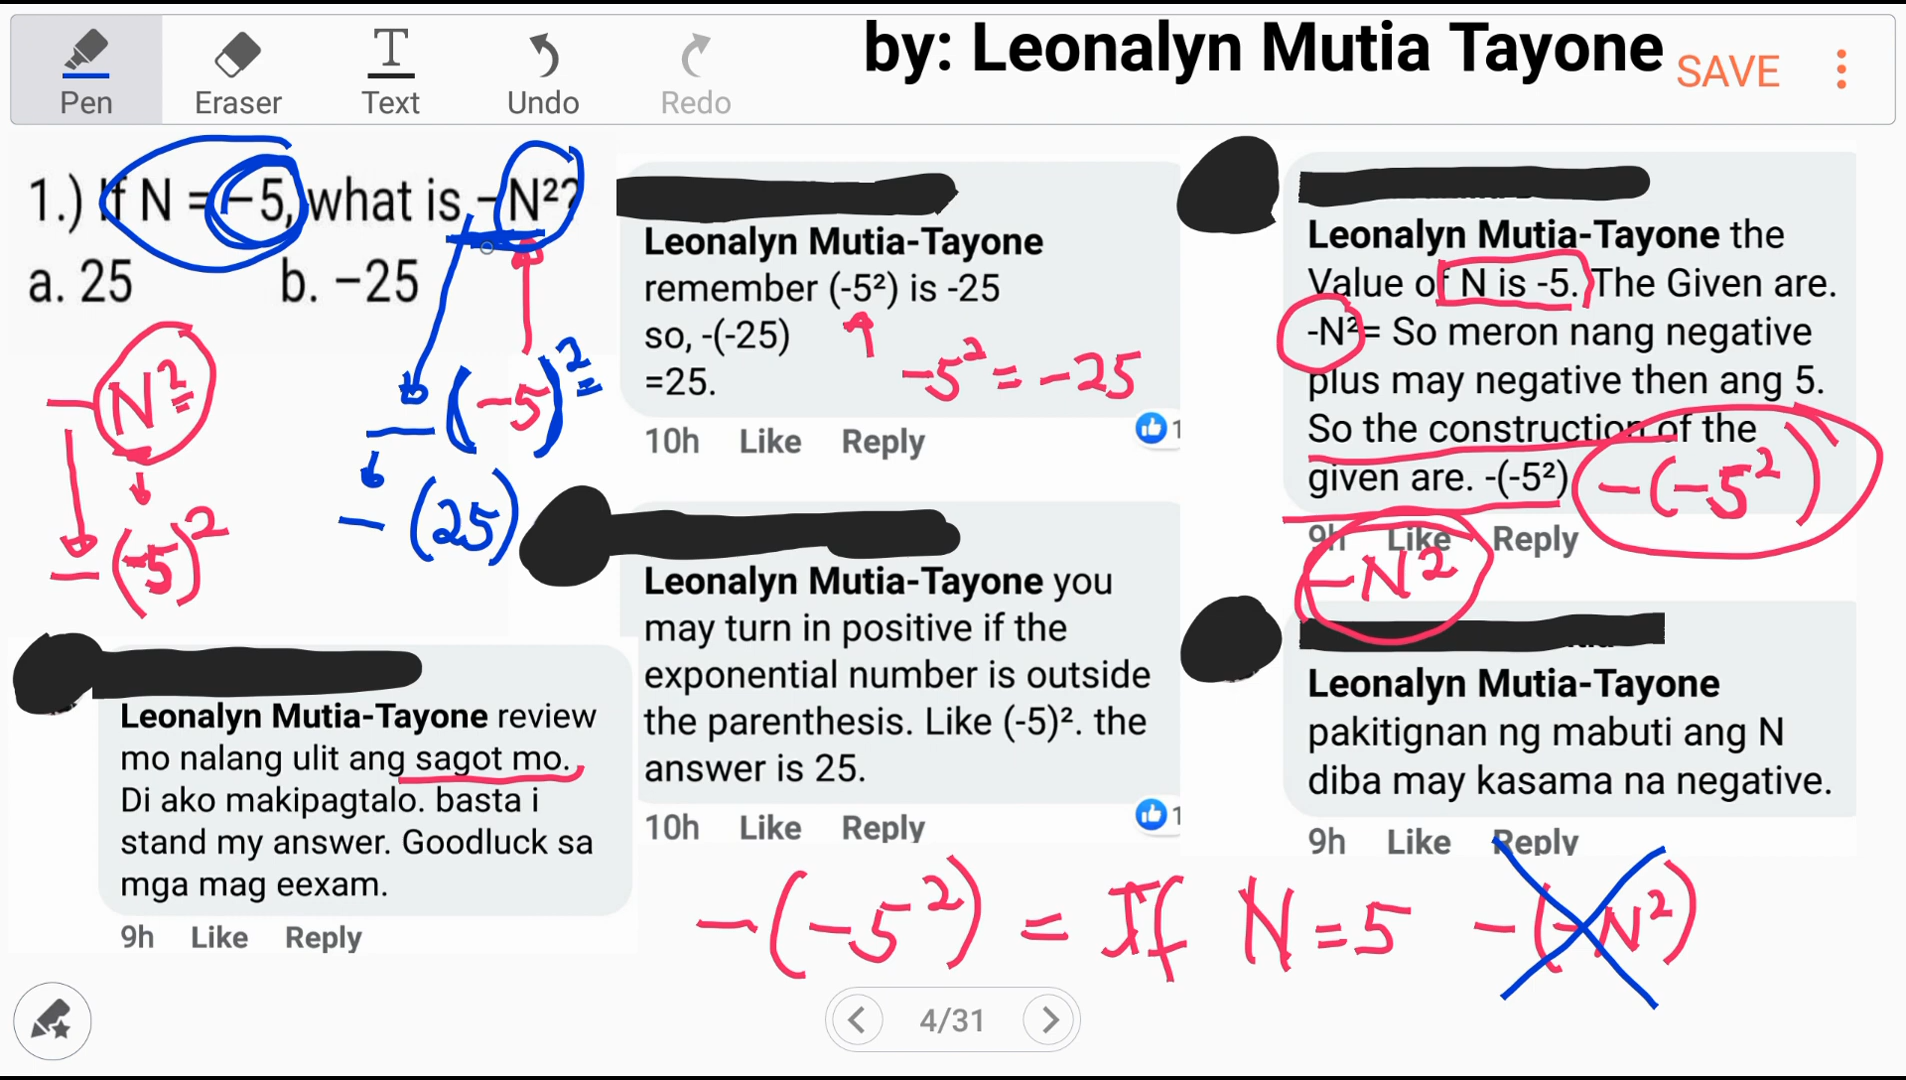 by: Leonalyn Mutia Tayone
SAVE
Pen
Eraser
Text
Undo
Redo
1.) If N = −5, what is −N²?
a. 25 b. −25
−N²
−(−5)²
−(−5)²
−(25)
Leonalyn Mutia-Tayone
remember (-5²) is -25
so, -(-25)
=25.
−5² = −25
10h Like Reply 1
Leonalyn Mutia-Tayone you
may turn in positive if the
exponential number is outside
the parenthesis. Like (-5)². the
answer is 25.
10h Like Reply 1
Leonalyn Mutia-Tayone the
Value of N is -5. The Given are.
-N²= So meron nang negative
plus may negative then ang 5.
So the construction of the
given are. -(-5²)
−(−5²)
9h Like Reply
−N²
Leonalyn Mutia-Tayone
pakitignan ng mabuti ang N
diba may kasama na negative.
9h Like Reply
Leonalyn Mutia-Tayone review
mo nalang ulit ang sagot mo.
Di ako makipagtalo. basta i
stand my answer. Goodluck sa
mga mag eexam.
9h Like Reply
−(−5²) = If N=5 −(−N²)
4/31